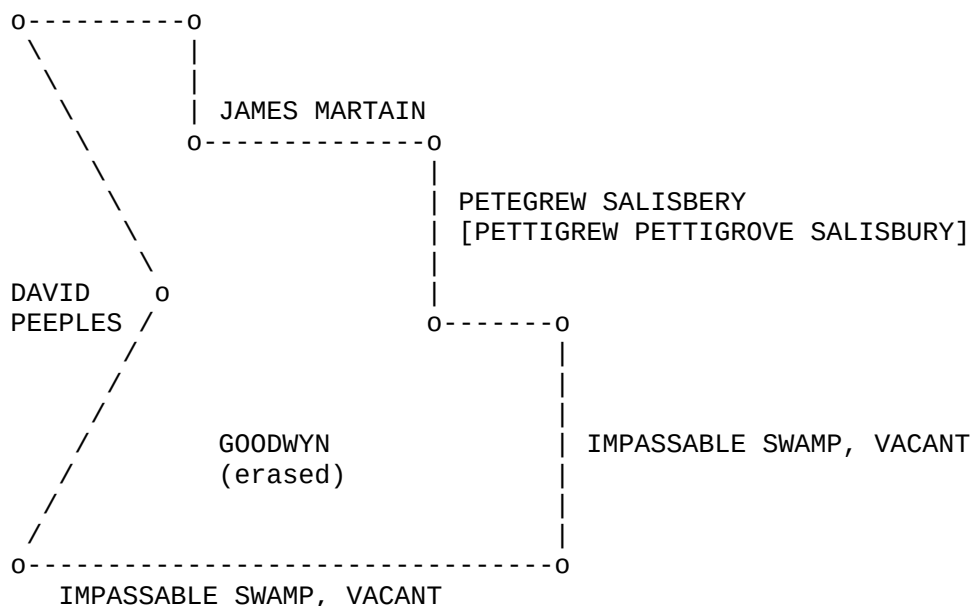 JAMES MARTAIN
PETEGREW SALISBERY
[PETTIGREW PETTIGROVE SALISBURY]
DAVID
PEEPLES
GOODWYN
(erased)
IMPASSABLE SWAMP, VACANT
IMPASSABLE SWAMP, VACANT